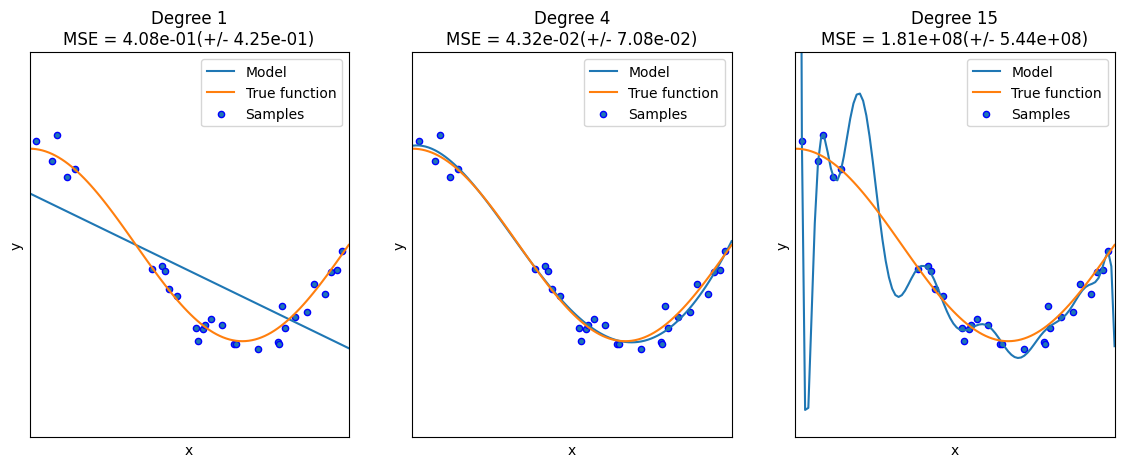 Degree 1
MSE = 4.08e-01(+/- 4.25e-01)
Model
True function
Samples
y
x
Degree 4
MSE = 4.32e-02(+/- 7.08e-02)
Model
True function
Samples
y
x
Degree 15
MSE = 1.81e+08(+/- 5.44e+08)
Model
True function
Samples
y
x